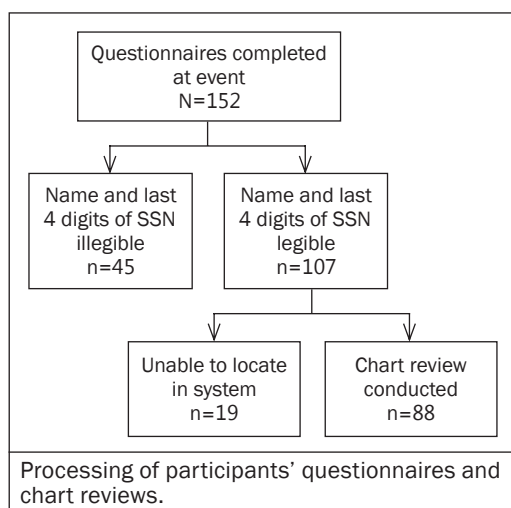 Questionnaires completed
at event
N=152
Name and last
4 digits of SSN
illegible
n=45
Name and last
4 digits of SSN
legible
n=107
Unable to locate
in system
n=19
Chart review
conducted
n=88
Processing of participants’ questionnaires and
chart reviews.